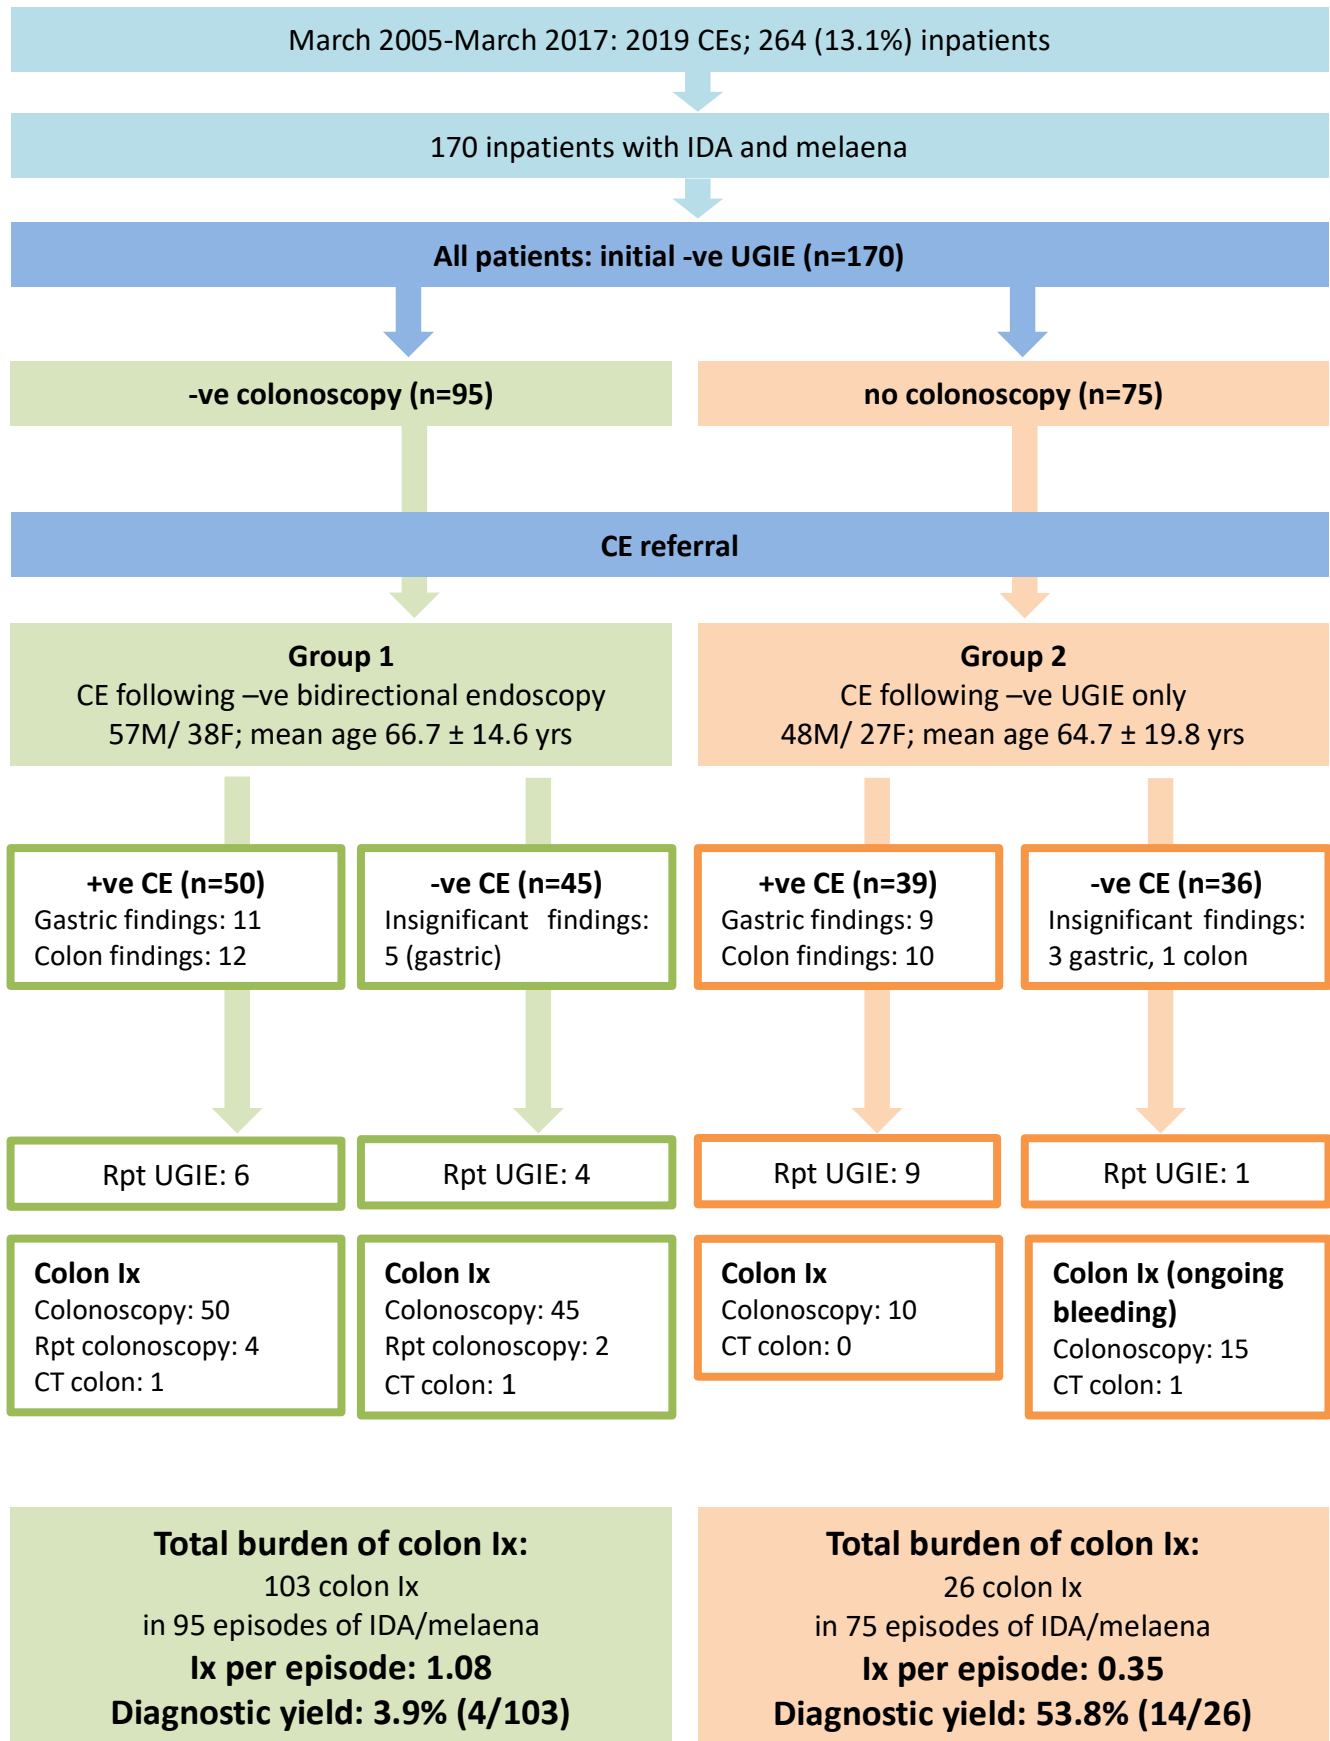 March 2005-March 2017: 2019 CEs; 264 (13.1%) inpatients
170 inpatients with IDA and melaena
All patients: initial -ve UGIE (n=170)
-ve colonoscopy (n=95)
no colonoscopy (n=75)
CE referral
Group 1
CE following –ve bidirectional endoscopy
57M/ 38F; mean age 66.7 ± 14.6 yrs
Group 2
CE following –ve UGIE only
48M/ 27F; mean age 64.7 ± 19.8 yrs
+ve CE (n=50)
Gastric findings: 11
Colon findings: 12
-ve CE (n=45)
Insignificant findings:
5 (gastric)
+ve CE (n=39)
Gastric findings: 9
Colon findings: 10
-ve CE (n=36)
Insignificant findings:
3 gastric, 1 colon
Rpt UGIE: 6
Rpt UGIE: 4
Rpt UGIE: 9
Rpt UGIE: 1
Colon Ix
Colonoscopy: 50
Rpt colonoscopy: 4
CT colon: 1
Colon Ix
Colonoscopy: 45
Rpt colonoscopy: 2
CT colon: 1
Colon Ix
Colonoscopy: 10
CT colon: 0
Colon Ix (ongoing
bleeding)
Colonoscopy: 15
CT colon: 1
Total burden of colon Ix:
103 colon Ix
in 95 episodes of IDA/melaena
Ix per episode: 1.08
Diagnostic yield: 3.9% (4/103)
Total burden of colon Ix:
26 colon Ix
in 75 episodes of IDA/melaena
Ix per episode: 0.35
Diagnostic yield: 53.8% (14/26)